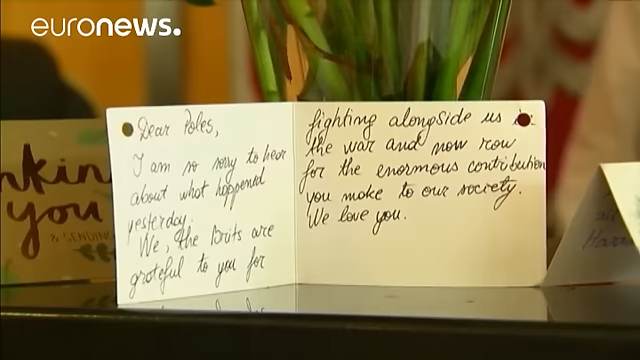 euronews.
Dear Poles,
I am so sorry to hear
about what happened
yesterday.
We, the Brits are
grateful to you for
fighting alongside us
the war and now row
for the enormous contribution
you make to our society.
We love you.
you
& SENDING